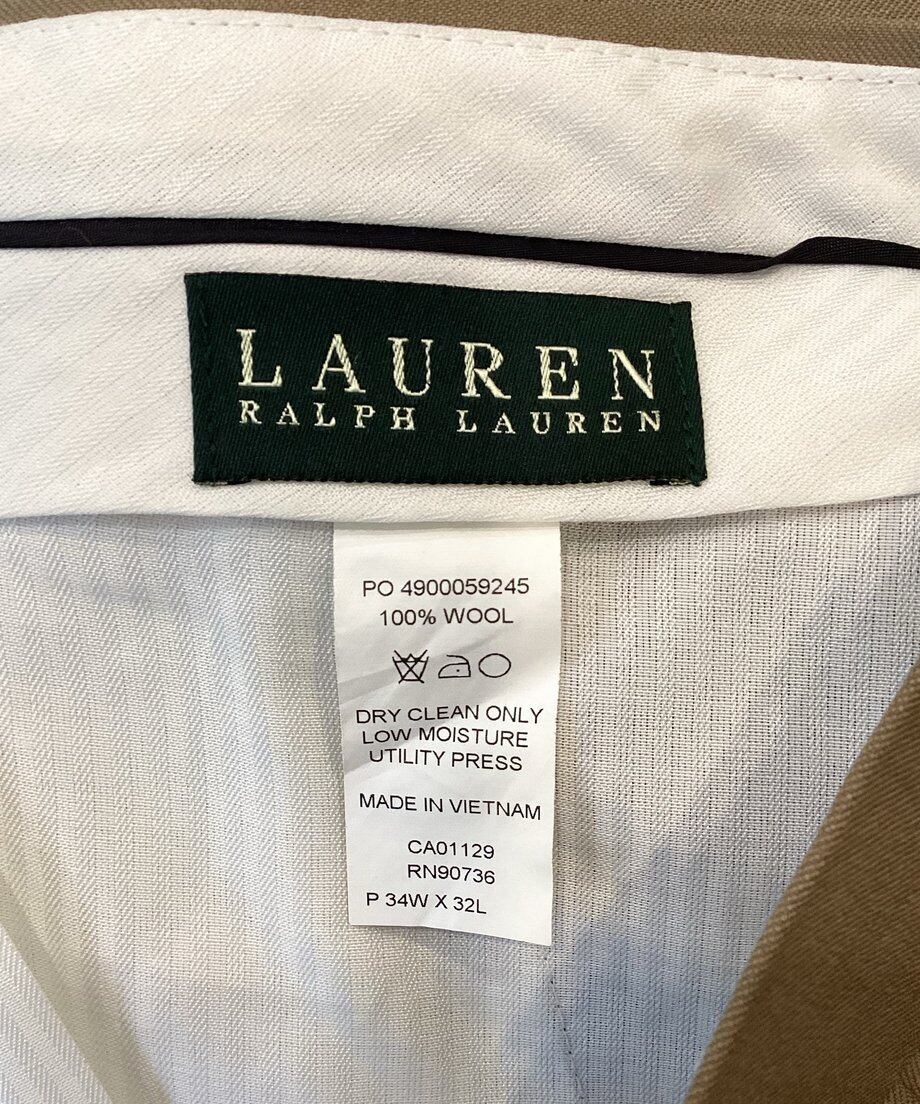 LAUREN
RALPH LAUREN
PO 4900059245
100% WOOL
DRY CLEAN ONLY
LOW MOISTURE
UTILITY PRESS
MADE IN VIETNAM
CA01129
RN90736
P 34W X 32L